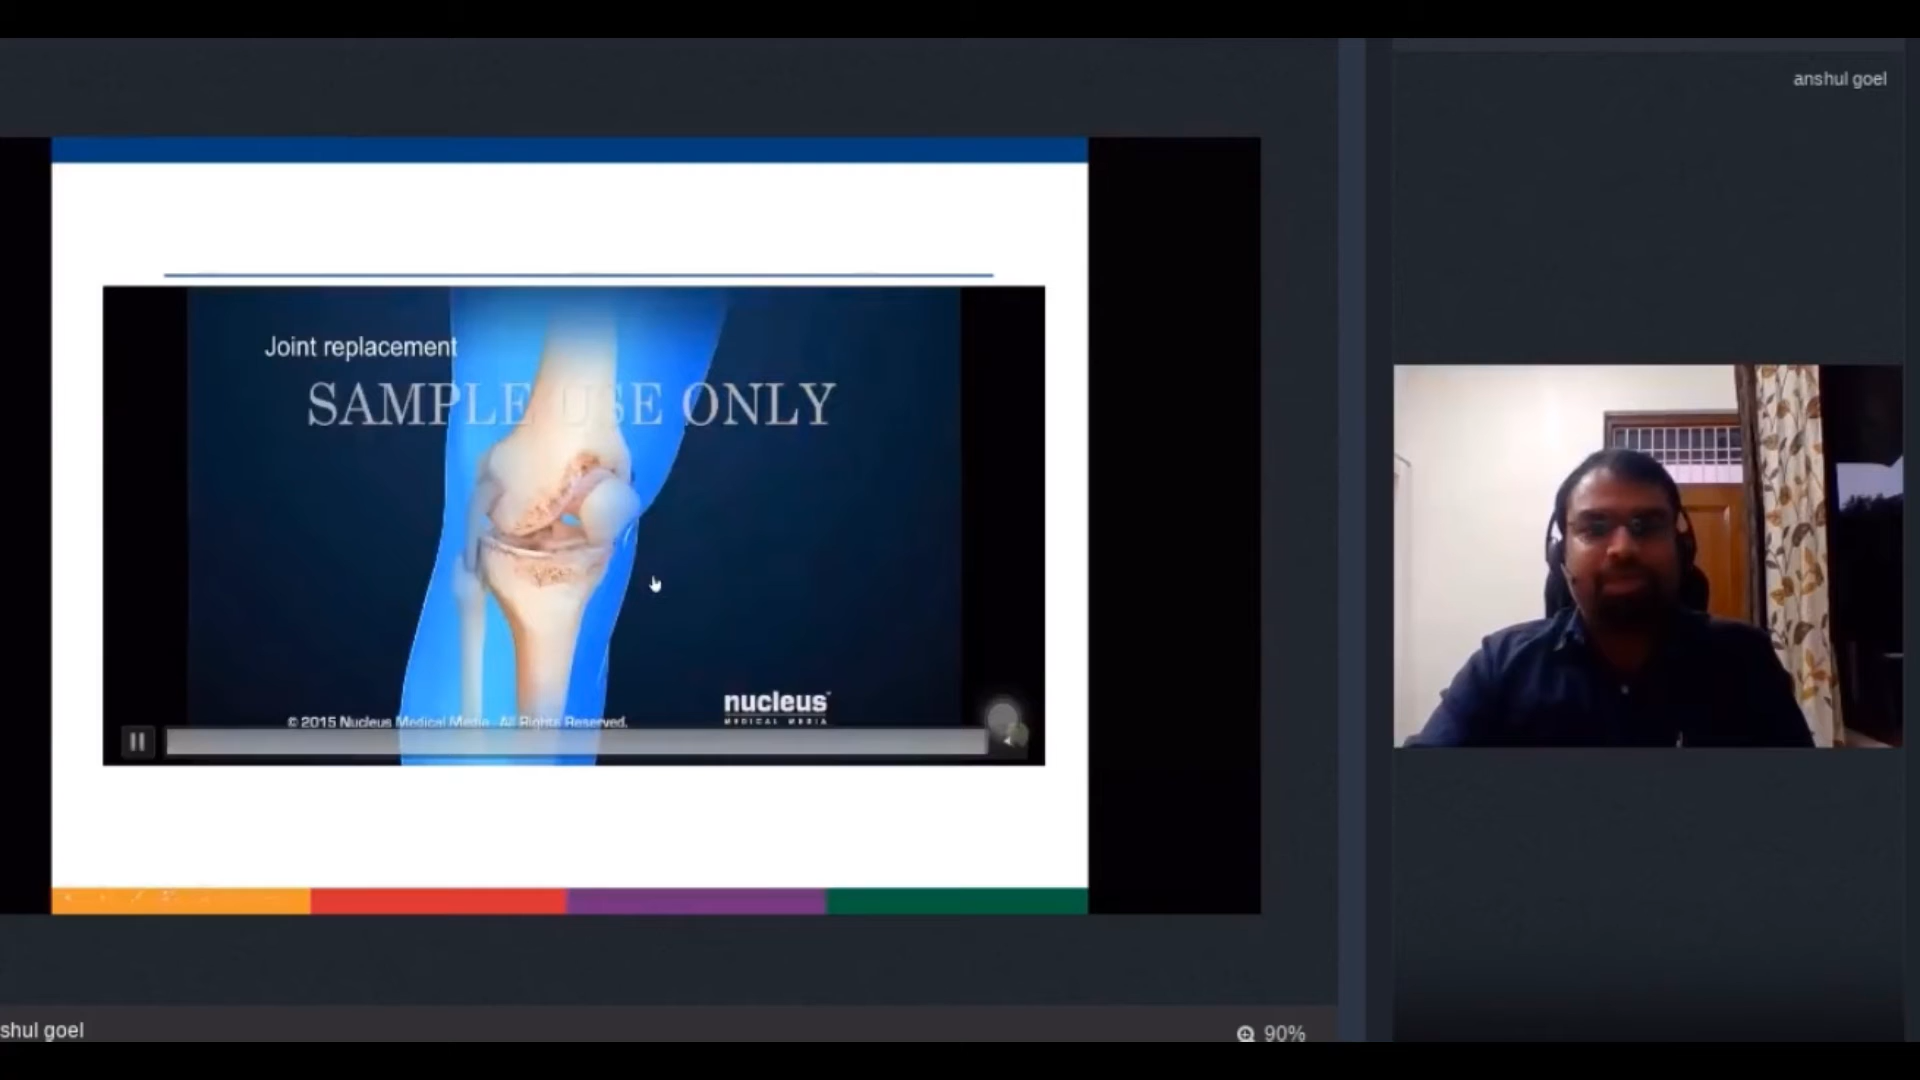 anshul goel
Joint replacement
SAMPLE USE ONLY
nucleus
MEDICAL MEDIA
© 2015 Nucleus Medical Media. All Rights Reserved.
shul goel
90%